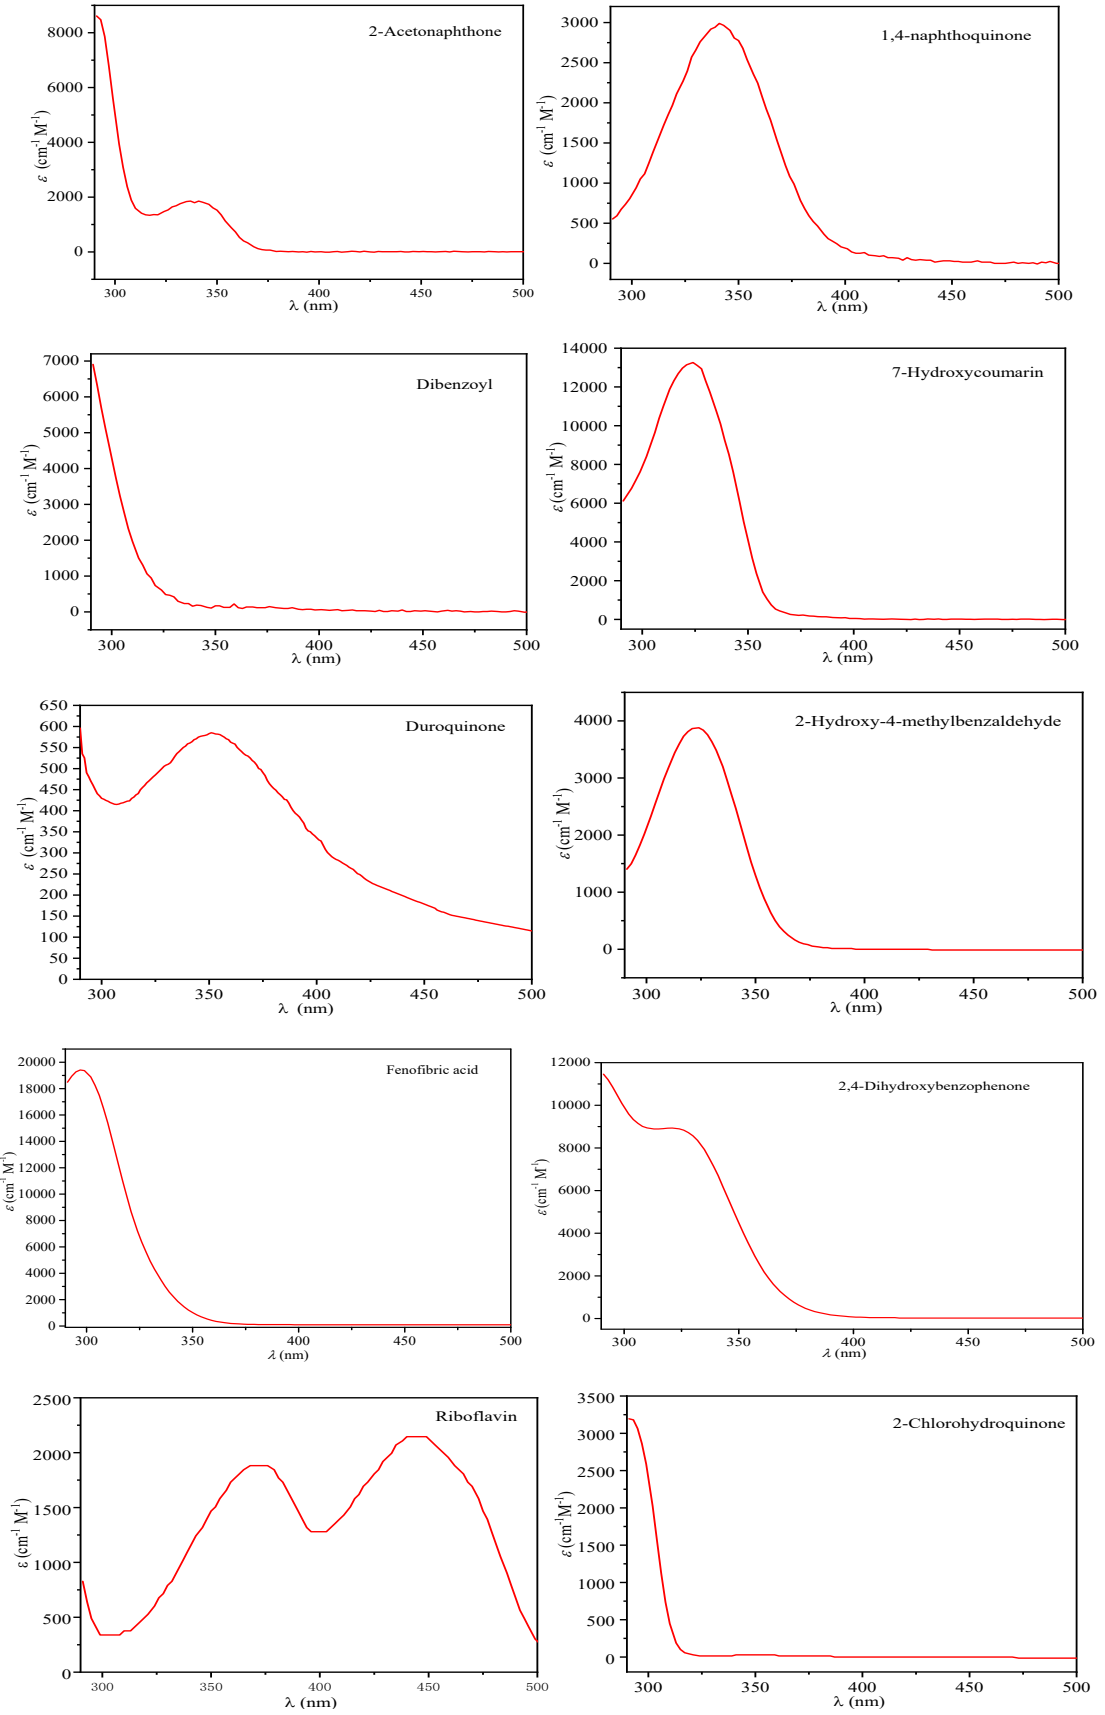 2-Acetonaphthone
8000
6000
4000
2000
0
ε (cm-1 M-1)
300 350 400 450 500
λ (nm)
1,4-naphthoquinone
3000
2500
2000
1500
1000
500
0
ε (cm-1 M-1)
300 350 400 450 500
λ (nm)
Dibenzoyl
7000
6000
5000
4000
3000
2000
1000
0
ε (cm-1 M-1)
300 350 400 450 500
λ (nm)
7-Hydroxycoumarin
14000
12000
10000
8000
6000
4000
2000
0
ε (cm-1 M-1)
300 350 400 450 500
λ (nm)
Duroquinone
650
600
550
500
450
400
350
300
250
200
150
100
50
0
ε (cm-1 M-1)
300 350 400 450 500
λ (nm)
2-Hydroxy-4-methylbenzaldehyde
4000
3000
2000
1000
0
ε (cm-1 M-1)
300 350 400 450 500
λ (nm)
Fenofibric acid
20000
18000
16000
14000
12000
10000
8000
6000
4000
2000
0
ε (cm-1 M-1)
300 350 400 450 500
λ (nm)
2,4-Dihydroxybenzophenone
12000
10000
8000
6000
4000
2000
0
ε (cm-1 M-1)
300 350 400 450 500
λ (nm)
Riboflavin
2500
2000
1500
1000
500
0
ε (cm-1 M-1)
300 350 400 450 500
λ (nm)
2-Chlorohydroquinone
3500
3000
2500
2000
1500
1000
500
0
ε (cm-1M-1)
300 350 400 450 500
λ (nm)